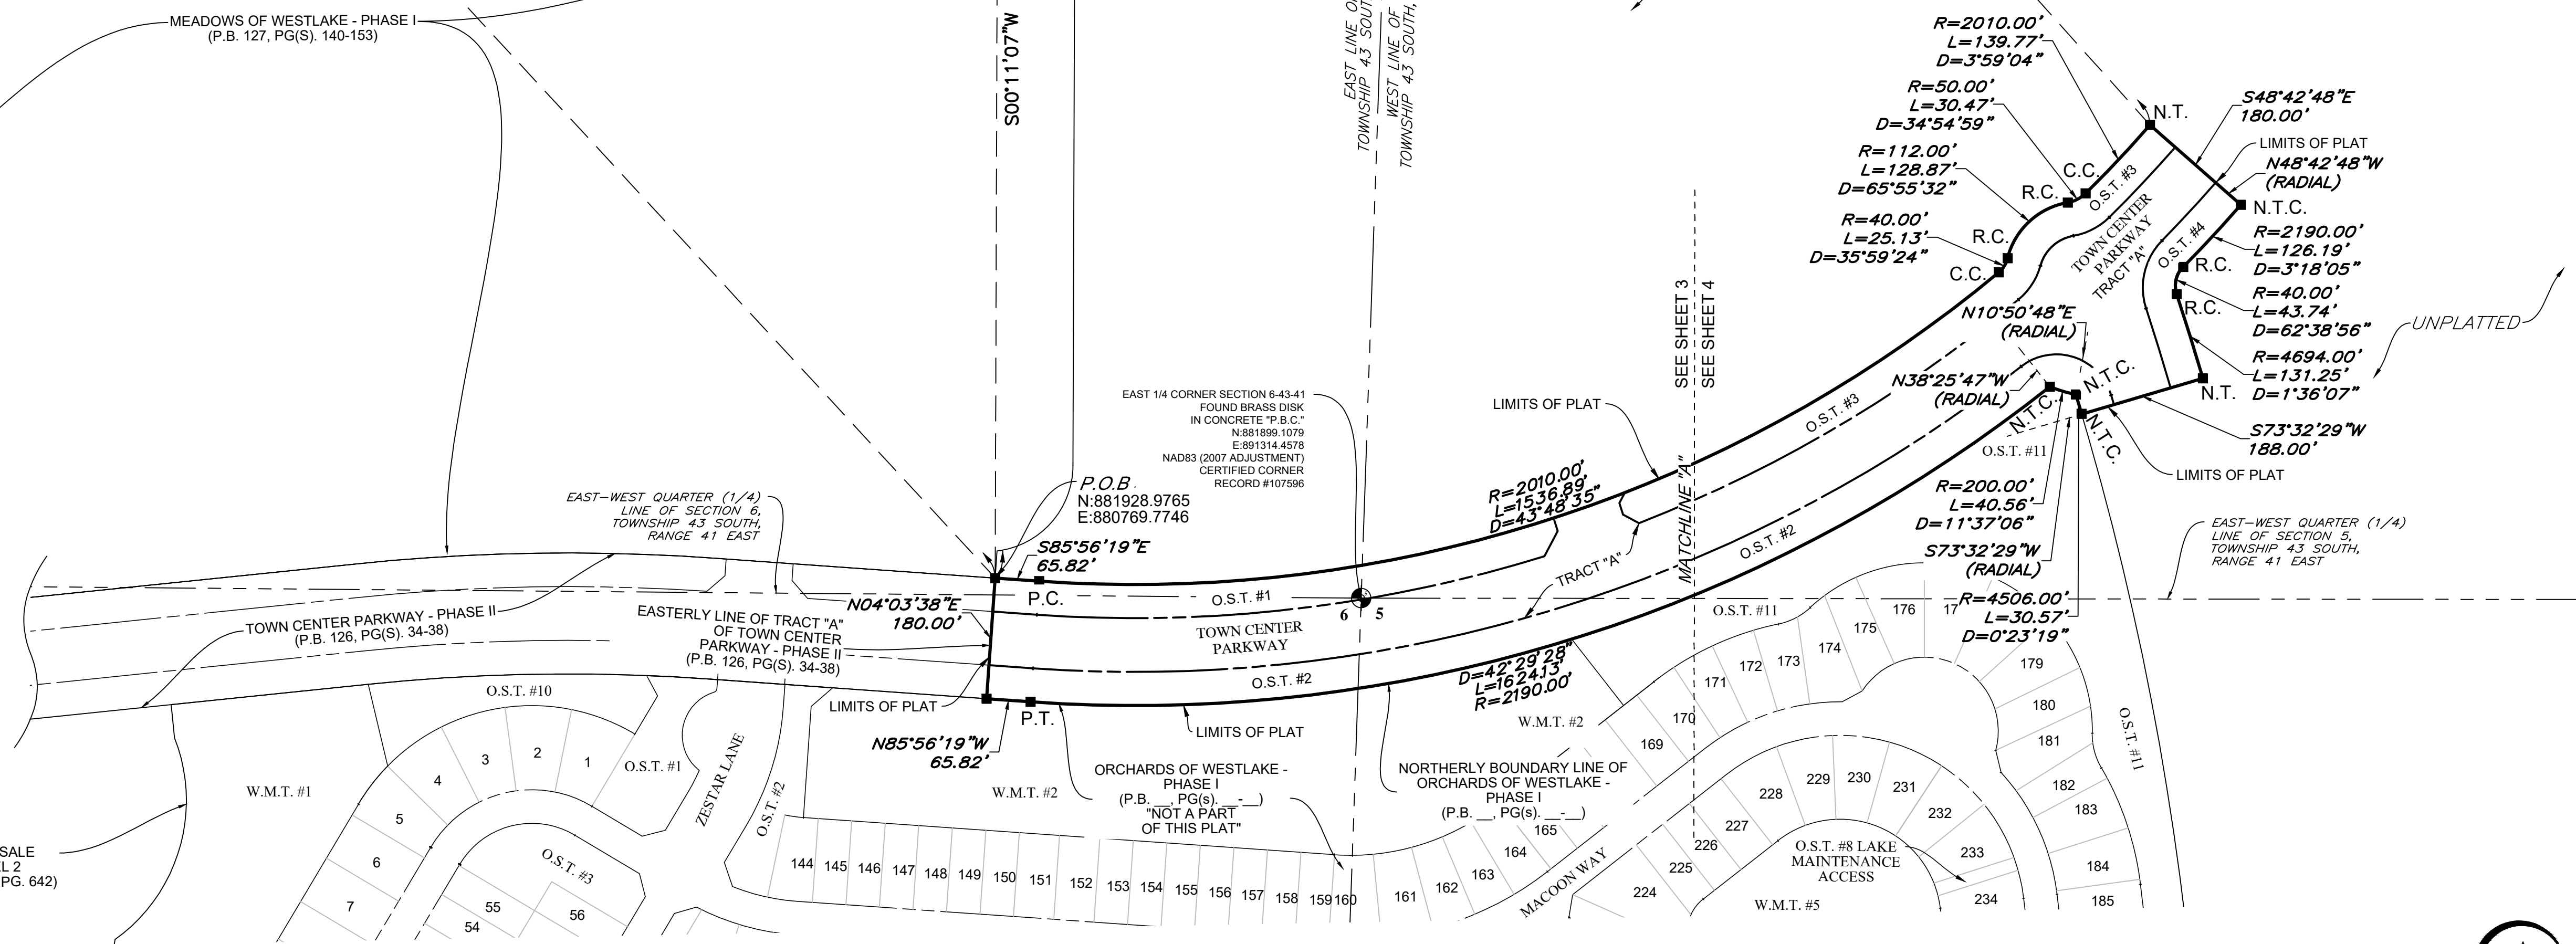 MEADOWS OF WESTLAKE - PHASE I
(P.B. 127, PG(S). 140-153)
S00°11'07"W
EAST LINE
TOWNSHIP 43 SOUTH,
WEST LINE OF
TOWNSHIP 43 SOUTH,
R=2010.00'
L=139.77'
D=3°59'04"
R=50.00'
L=30.47'
D=34°54'59"
R=112.00'
L=128.87'
D=65°55'32"
R=40.00'
L=25.13'
D=35°59'24"
C.C.
R.C.
R.C.
C.C.
N.T.
S48°42'48"E
180.00'
LIMITS OF PLAT
N48°42'48"W
(RADIAL)
N.T.C.
R=2190.00'
L=126.19'
D=3°18'05"
R.C.
R=40.00'
L=43.74'
D=62°38'56"
R.C.
R=4694.00'
L=131.25'
D=1°36'07"
N.T.
S73°32'29"W
188.00'
LIMITS OF PLAT
UNPLATTED
O.S.T. #3
TOWN CENTER
PARKWAY
TRACT "A"
O.S.T. #4
N10°50'48"E
(RADIAL)
N38°25'47"W
(RADIAL)
N.T.C.
N.T.C.
N.T.C.
O.S.T. #11
R=200.00'
L=40.56'
D=11°37'06"
S73°32'29"W
(RADIAL)
R=4506.00'
L=30.57'
D=0°23'19"
EAST-WEST QUARTER (1/4)
LINE OF SECTION 5,
TOWNSHIP 43 SOUTH,
RANGE 41 EAST
SEE SHEET 3
SEE SHEET 4
MATCHLINE "A"
LIMITS OF PLAT
O.S.T. #3
R=2010.00'
L=1536.89'
D=43°48'35"
O.S.T. #2
TRACT "A"
EAST 1/4 CORNER SECTION 6-43-41
FOUND BRASS DISK
IN CONCRETE "P.B.C."
N:881899.1079
E:891314.4578
NAD83 (2007 ADJUSTMENT)
CERTIFIED CORNER
RECORD #107596
P.O.B.
N:881928.9765
E:880769.7746
EAST-WEST QUARTER (1/4)
LINE OF SECTION 6,
TOWNSHIP 43 SOUTH,
RANGE 41 EAST
S85°56'19"E
65.82'
P.C.
O.S.T. #1
6 5
TOWN CENTER
PARKWAY
O.S.T. #2
D=42°29'28"
L=1624.13'
R=2190.00'
N04°03'38"E
180.00'
EASTERLY LINE OF TRACT "A"
OF TOWN CENTER
PARKWAY - PHASE II
(P.B. 126, PG(S). 34-38)
TOWN CENTER PARKWAY - PHASE II
(P.B. 126, PG(S). 34-38)
LIMITS OF PLAT
P.T.
N85°56'19"W
65.82'
LIMITS OF PLAT
ORCHARDS OF WESTLAKE -
PHASE I
(P.B. __, PG(s). __-__)
"NOT A PART
OF THIS PLAT"
NORTHERLY BOUNDARY LINE OF
ORCHARDS OF WESTLAKE -
PHASE I
(P.B. __, PG(s). __-__)
W.M.T. #2
W.M.T. #2
O.S.T. #10
O.S.T. #1
ZESTAR LANE
O.S.T. #2
W.M.T. #1
1
2
3
4
5
6
7
O.S.T. #3
54
55
56
SALE
L 2
PG. 642)
144 145 146 147 148 149 150 151 152 153 154 155 156 157 158 159 160 161 162 163 164 165
169
170
171
172
173
174
175
176
17
O.S.T. #11
179
180
181
182
183
184
185
O.S.T. #11
MACOON WAY
224
225
226
227
228
229
230
231
232
233
234
O.S.T. #8 LAKE
MAINTENANCE
ACCESS
W.M.T. #5